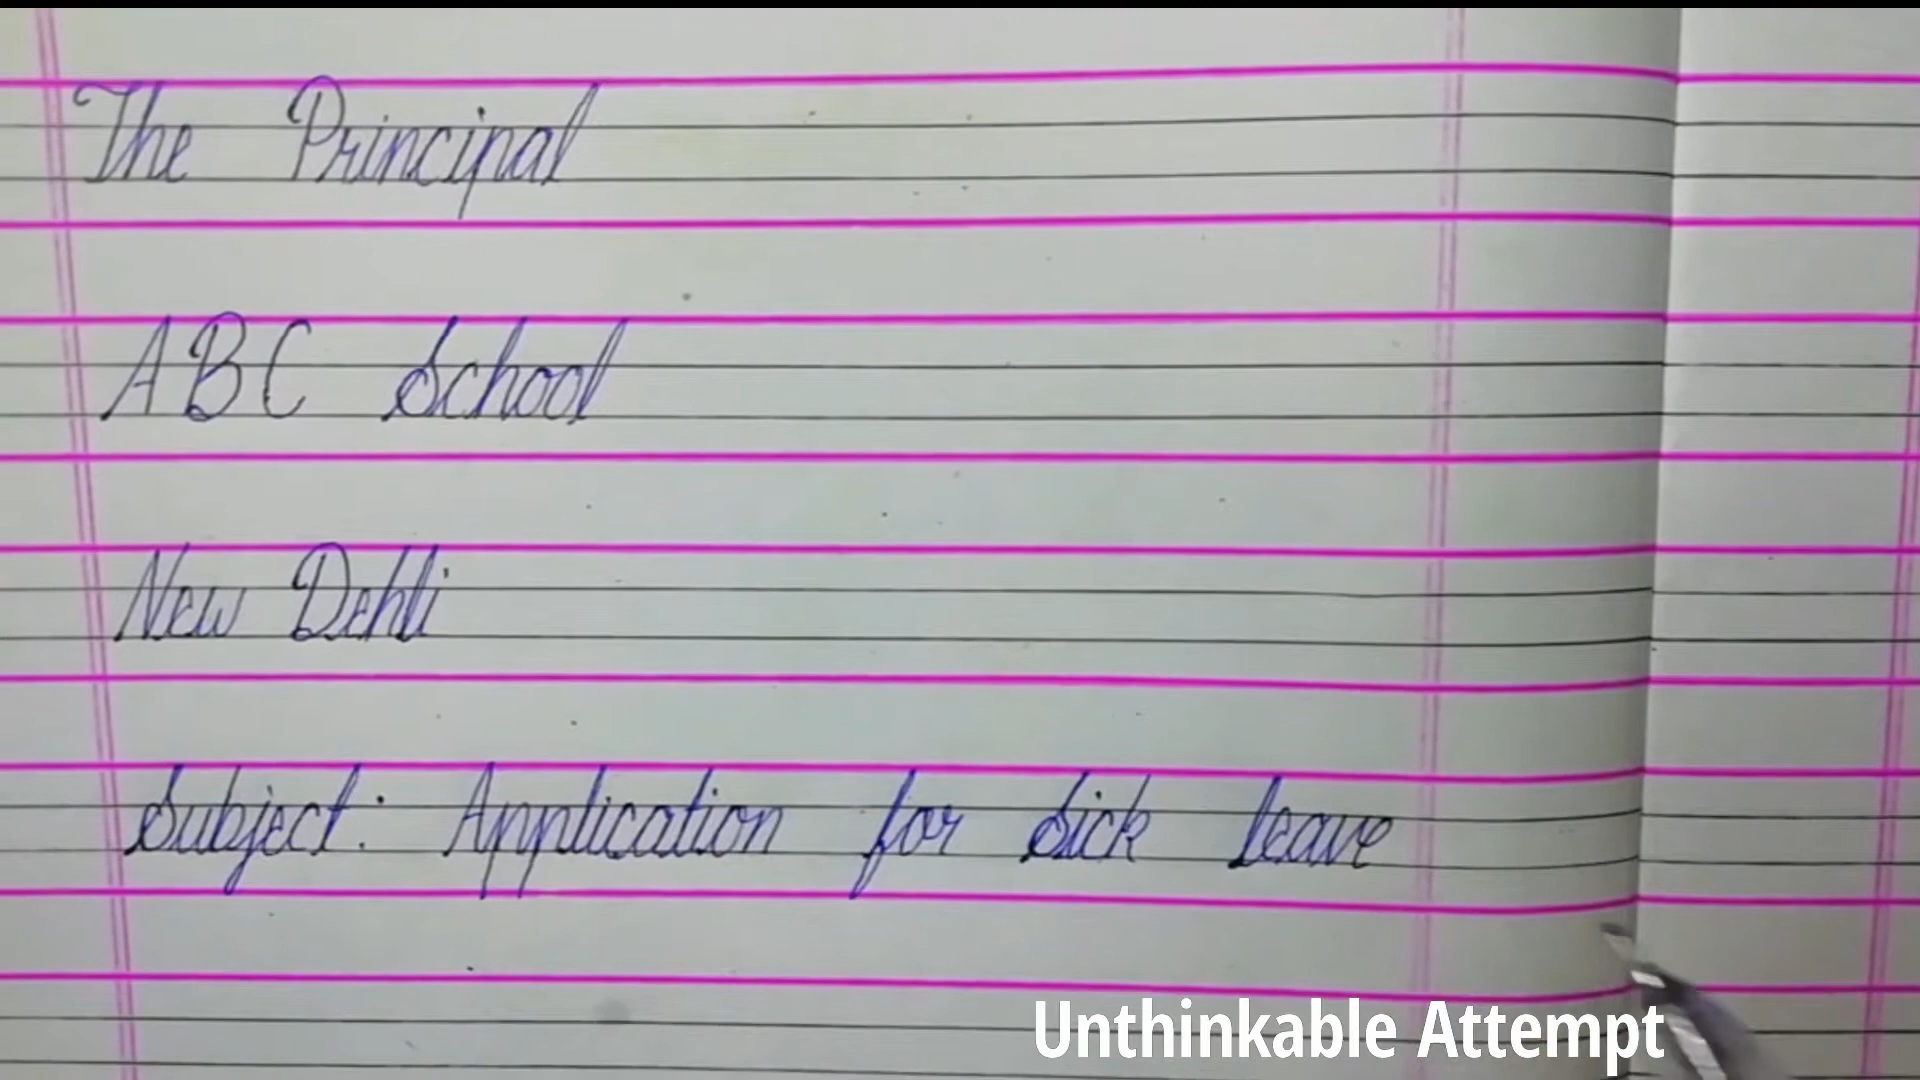 The Principal
ABC School
New Dehli
Subject: Application for Sick leave
Unthinkable Attempt